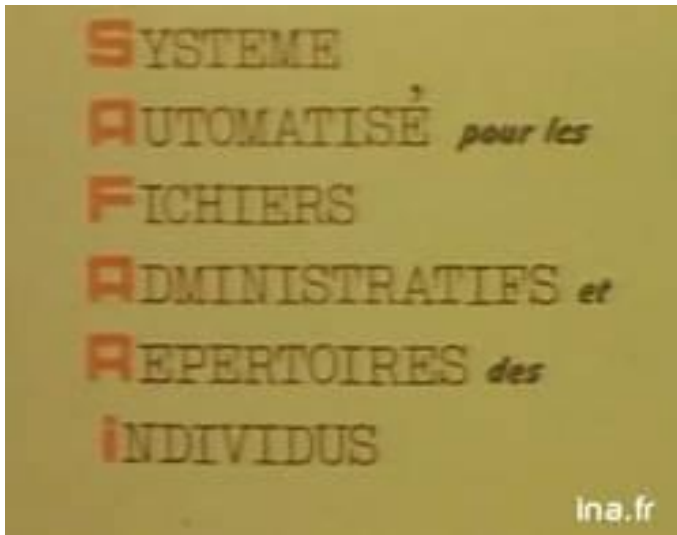 SYSTEME
AUTOMATISÉ pour les
FICHIERS
ADMINISTRATIFS et
REPERTOIRES des
iNDIVIDUS
ina.fr